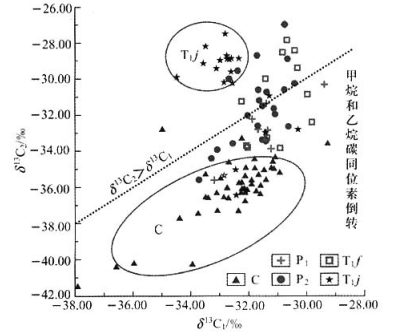 -26.00
-28.00
-30.00
-32.00
-34.00
-36.00
-38.00
-40.00
-42.00
δ¹³C₂/‰
T₁j
δ¹³C₂>δ¹³C₁
C
甲烷和乙烷碳同位素倒转
P₁
T₁f
C
P₂
T₁j
-38.00
-36.00
-34.00
-32.00
-30.00
-28.00
δ¹³C₁/‰